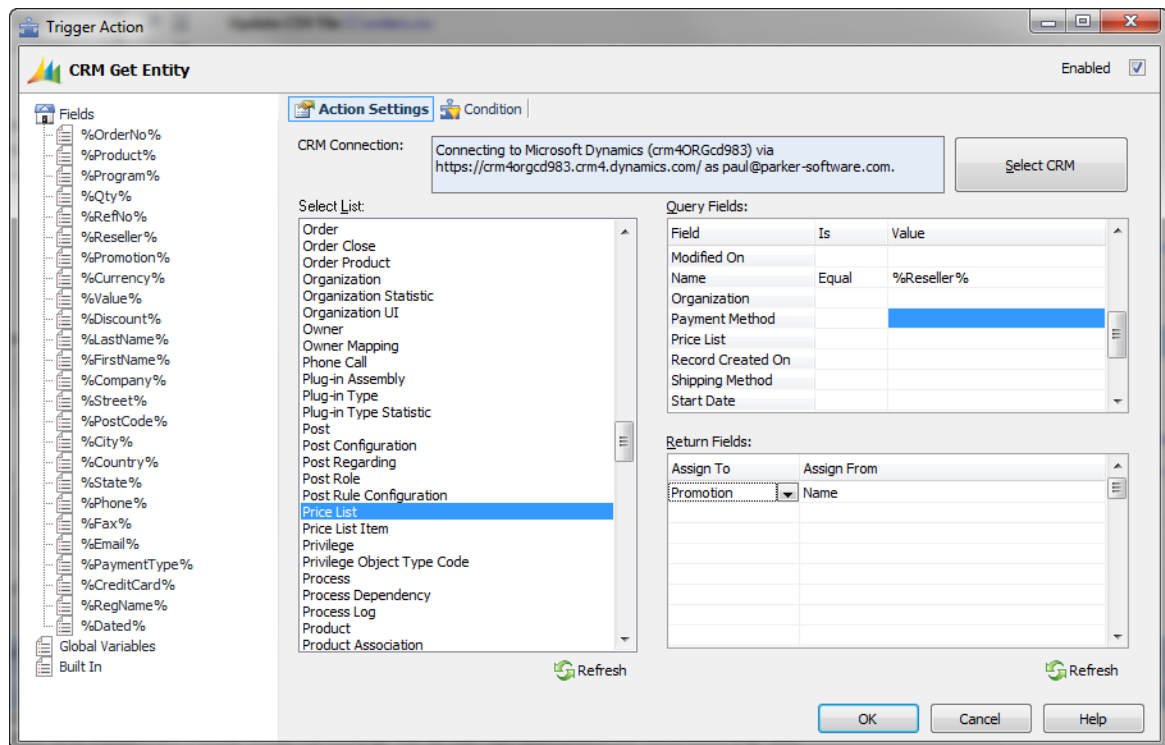 Trigger Action
CRM Get Entity
Enabled
Fields
%OrderNo%
%Product%
%Program%
%Qty%
%RefNo%
%Reseller%
%Promotion%
%Currency%
%Value%
%Discount%
%LastName%
%FirstName%
%Company%
%Street%
%PostCode%
%City%
%Country%
%State%
%Phone%
%Fax%
%Email%
%PaymentType%
%CreditCard%
%RegName%
%Dated%
Global Variables
Built In
Action Settings
Condition
CRM Connection:
Connecting to Microsoft Dynamics (crm4ORGcd983) via
https://crm4orgcd983.crm4.dynamics.com/ as paul@parker-software.com.
Select CRM
Select List:
Order
Order Close
Order Product
Organization
Organization Statistic
Organization UI
Owner
Owner Mapping
Phone Call
Plug-in Assembly
Plug-in Type
Plug-in Type Statistic
Post
Post Configuration
Post Regarding
Post Role
Post Rule Configuration
Price List
Price List Item
Privilege
Privilege Object Type Code
Process
Process Dependency
Process Log
Product
Product Association
Refresh
Query Fields:
Field Is Value
Modified On
Name Equal %Reseller%
Organization
Payment Method
Price List
Record Created On
Shipping Method
Start Date
Return Fields:
Assign To Assign From
Promotion Name
Refresh
OK Cancel Help